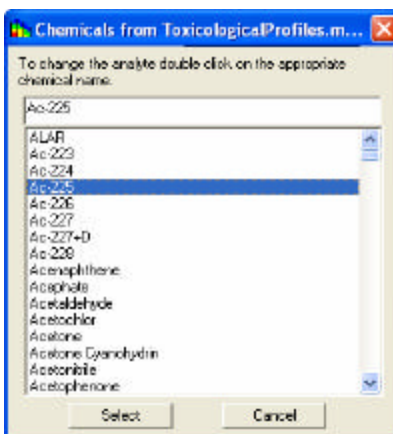 Chemicals from ToxicologicalProfiles.m...
To change the analyte double click on the appropriate
chemical name.
Ac-225
ALAR
Ac-223
Ac-224
Ac-225
Ac-226
Ac-227
Ac-227+D
Ac-228
Acenaphthene
Acephate
Acetaldehyde
Acetochlor
Acetone
Acetone Cyanohydrin
Acetonitrile
Acetophenone
Select
Cancel